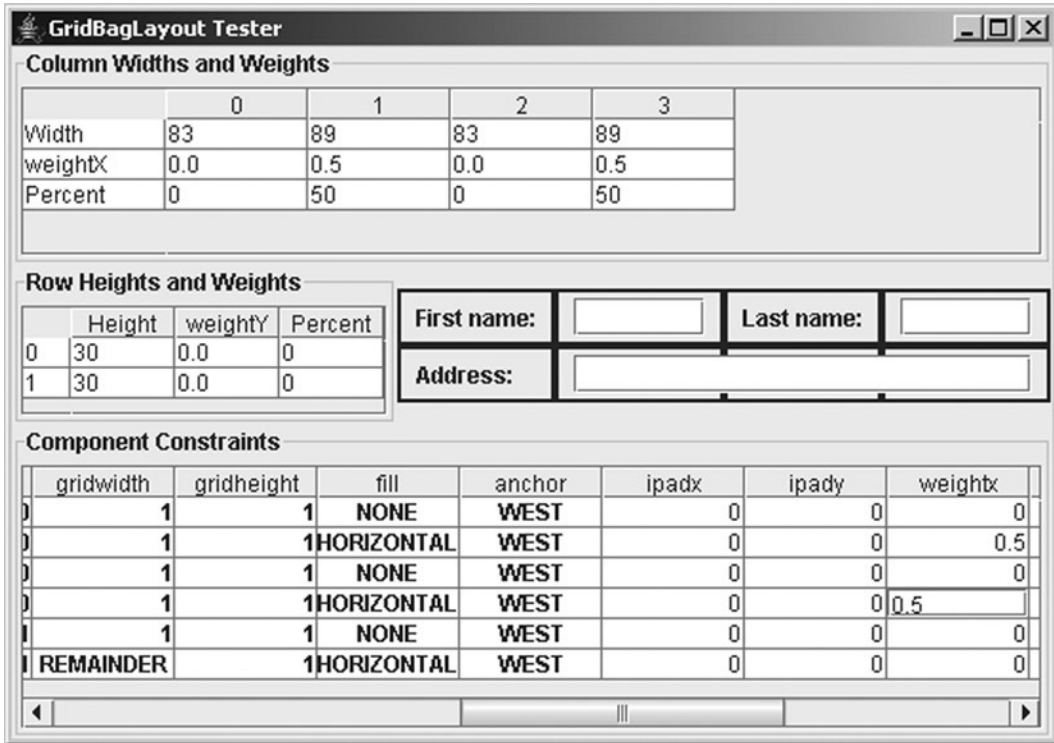 GridBagLayout Tester
Column Widths and Weights
0 1 2 3
Width 83 89 83 89
weightX 0.0 0.5 0.0 0.5
Percent 0 50 0 50
Row Heights and Weights
Height weightY Percent
0 30 0.0 0
1 30 0.0 0
First name: Last name:
Address:
Component Constraints
gridwidth gridheight fill anchor ipadx ipady weightx
1 1 NONE WEST 0 0 0
1 1 HORIZONTAL WEST 0 0 0.5
1 1 NONE WEST 0 0 0
1 1 HORIZONTAL WEST 0 0 0.5
1 1 NONE WEST 0 0 0
REMAINDER 1 HORIZONTAL WEST 0 0 0